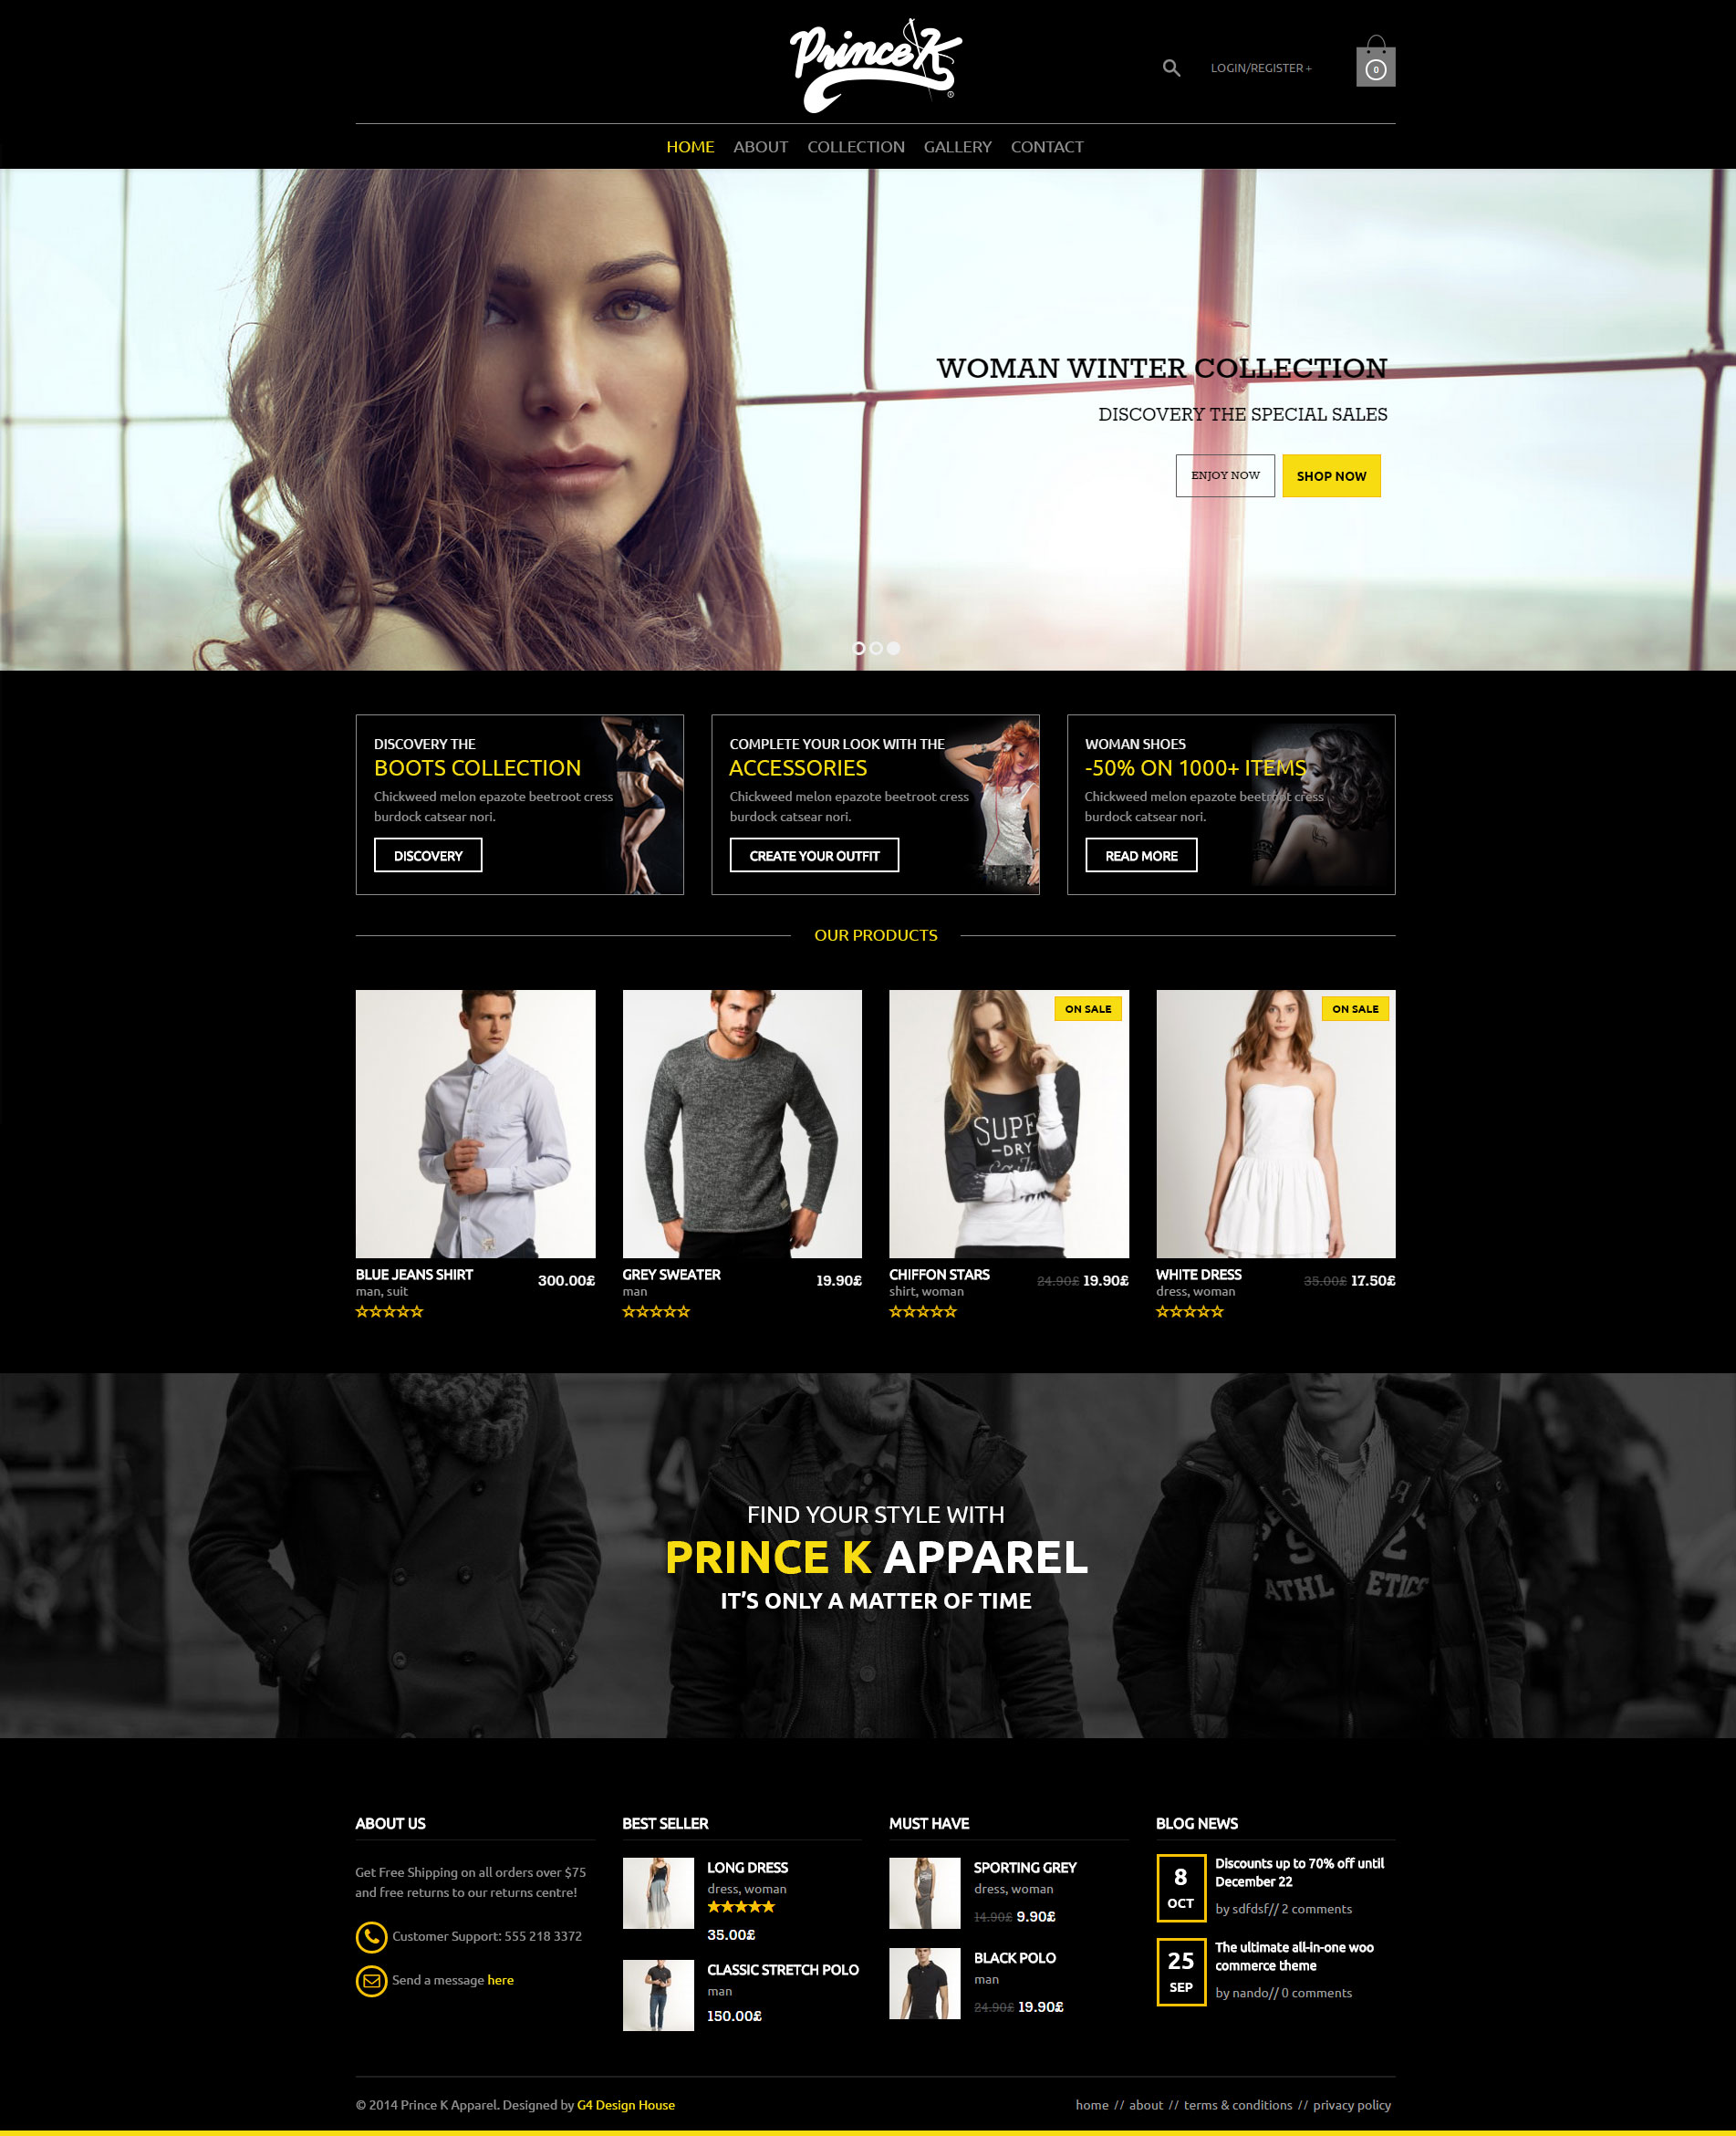 Prince K
LOGIN/REGISTER +
0
HOME ABOUT COLLECTION GALLERY CONTACT
WOMAN WINTER COLLECTION
DISCOVERY THE SPECIAL SALES
ENJOY NOW SHOP NOW
DISCOVERY THE
BOOTS COLLECTION
Chickweed melon epazote beetroot cress
burdock catsear nori.
DISCOVERY
COMPLETE YOUR LOOK WITH THE
ACCESSORIES
Chickweed melon epazote beetroot cress
burdock catsear nori.
CREATE YOUR OUTFIT
WOMAN SHOES
-50% ON 1000+ ITEMS
Chickweed melon epazote beetroot cress
burdock catsear nori.
READ MORE
OUR PRODUCTS
BLUE JEANS SHIRT
man, suit
300.00£
GREY SWEATER
man
19.90£
ON SALE
SUPE
-DRY
CHIFFON STARS
shirt, woman
24.90£ 19.90£
ON SALE
WHITE DRESS
dress, woman
35.00£ 17.50£
FIND YOUR STYLE WITH
PRINCE K APPAREL
IT'S ONLY A MATTER OF TIME
ATHL ETICS
ABOUT US
Get Free Shipping on all orders over $75
and free returns to our returns centre!
Customer Support: 555 218 3372
Send a message here
BEST SELLER
LONG DRESS
dress, woman
35.00£
CLASSIC STRETCH POLO
man
150.00£
MUST HAVE
SPORTING GREY
dress, woman
14.90£ 9.90£
BLACK POLO
man
24.90£ 19.90£
BLOG NEWS
8
OCT
Discounts up to 70% off until
December 22
by sdfdsf// 2 comments
25
SEP
The ultimate all-in-one woo
commerce theme
by nando// 0 comments
© 2014 Prince K Apparel. Designed by G4 Design House
home // about // terms & conditions // privacy policy